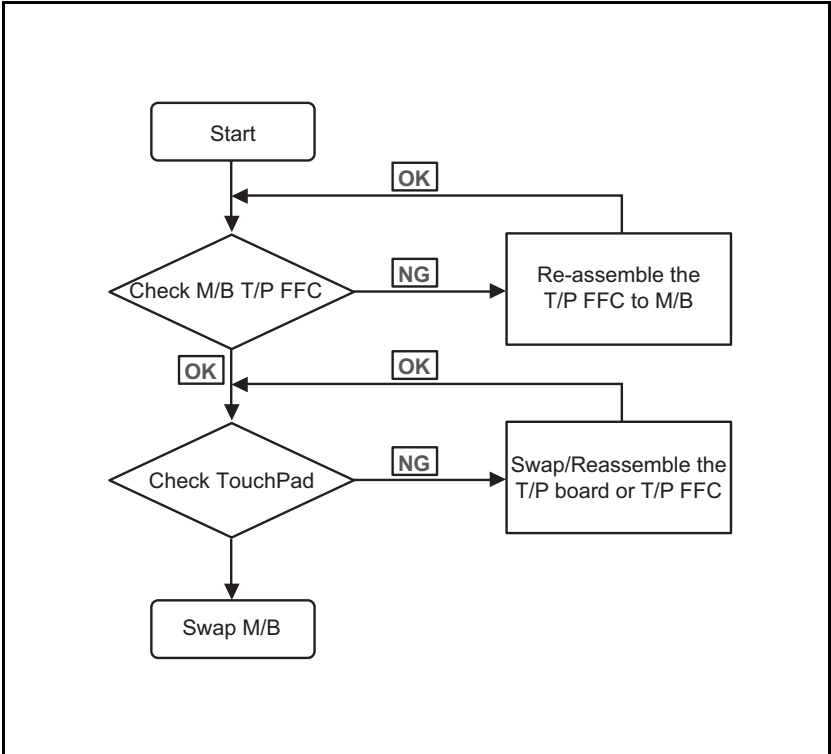 Start
OK
Check M/B T/P FFC
NG
Re-assemble the
T/P FFC to M/B
OK
OK
Check TouchPad
NG
Swap/Reassemble the
T/P board or T/P FFC
Swap M/B